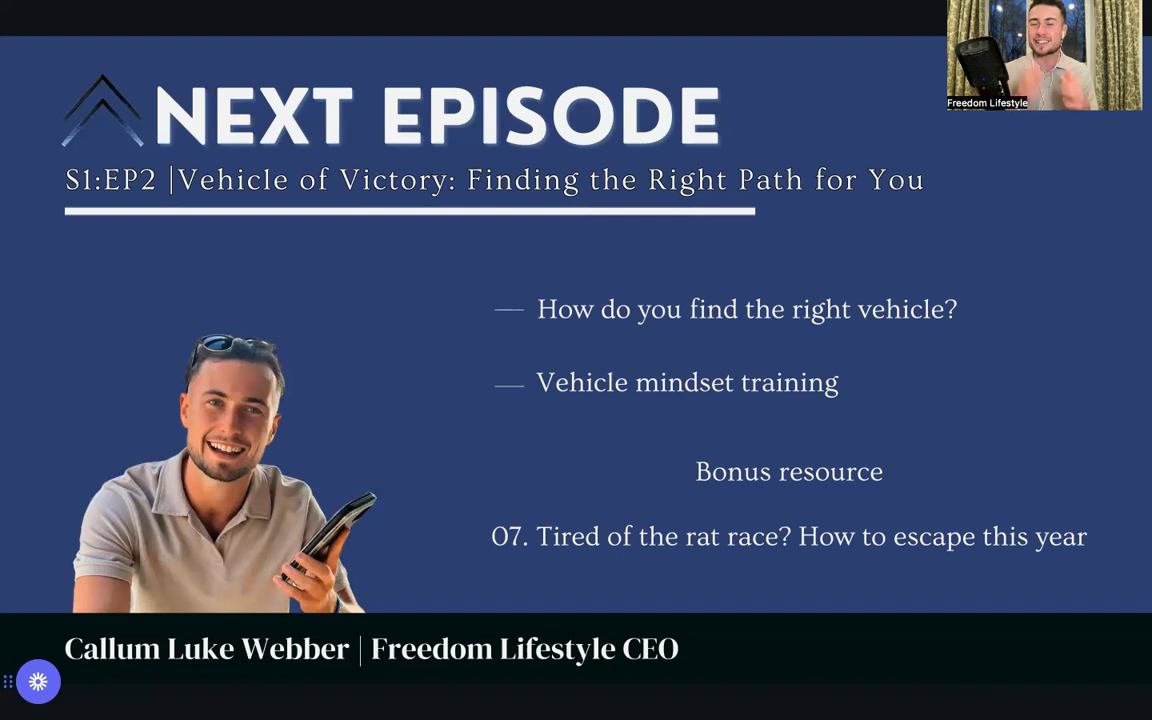 Freedom Lifestyle
NEXT EPISODE
S1:EP2 |Vehicle of Victory: Finding the Right Path for You
— How do you find the right vehicle?
— Vehicle mindset training
Bonus resource
07. Tired of the rat race? How to escape this year
Callum Luke Webber | Freedom Lifestyle CEO